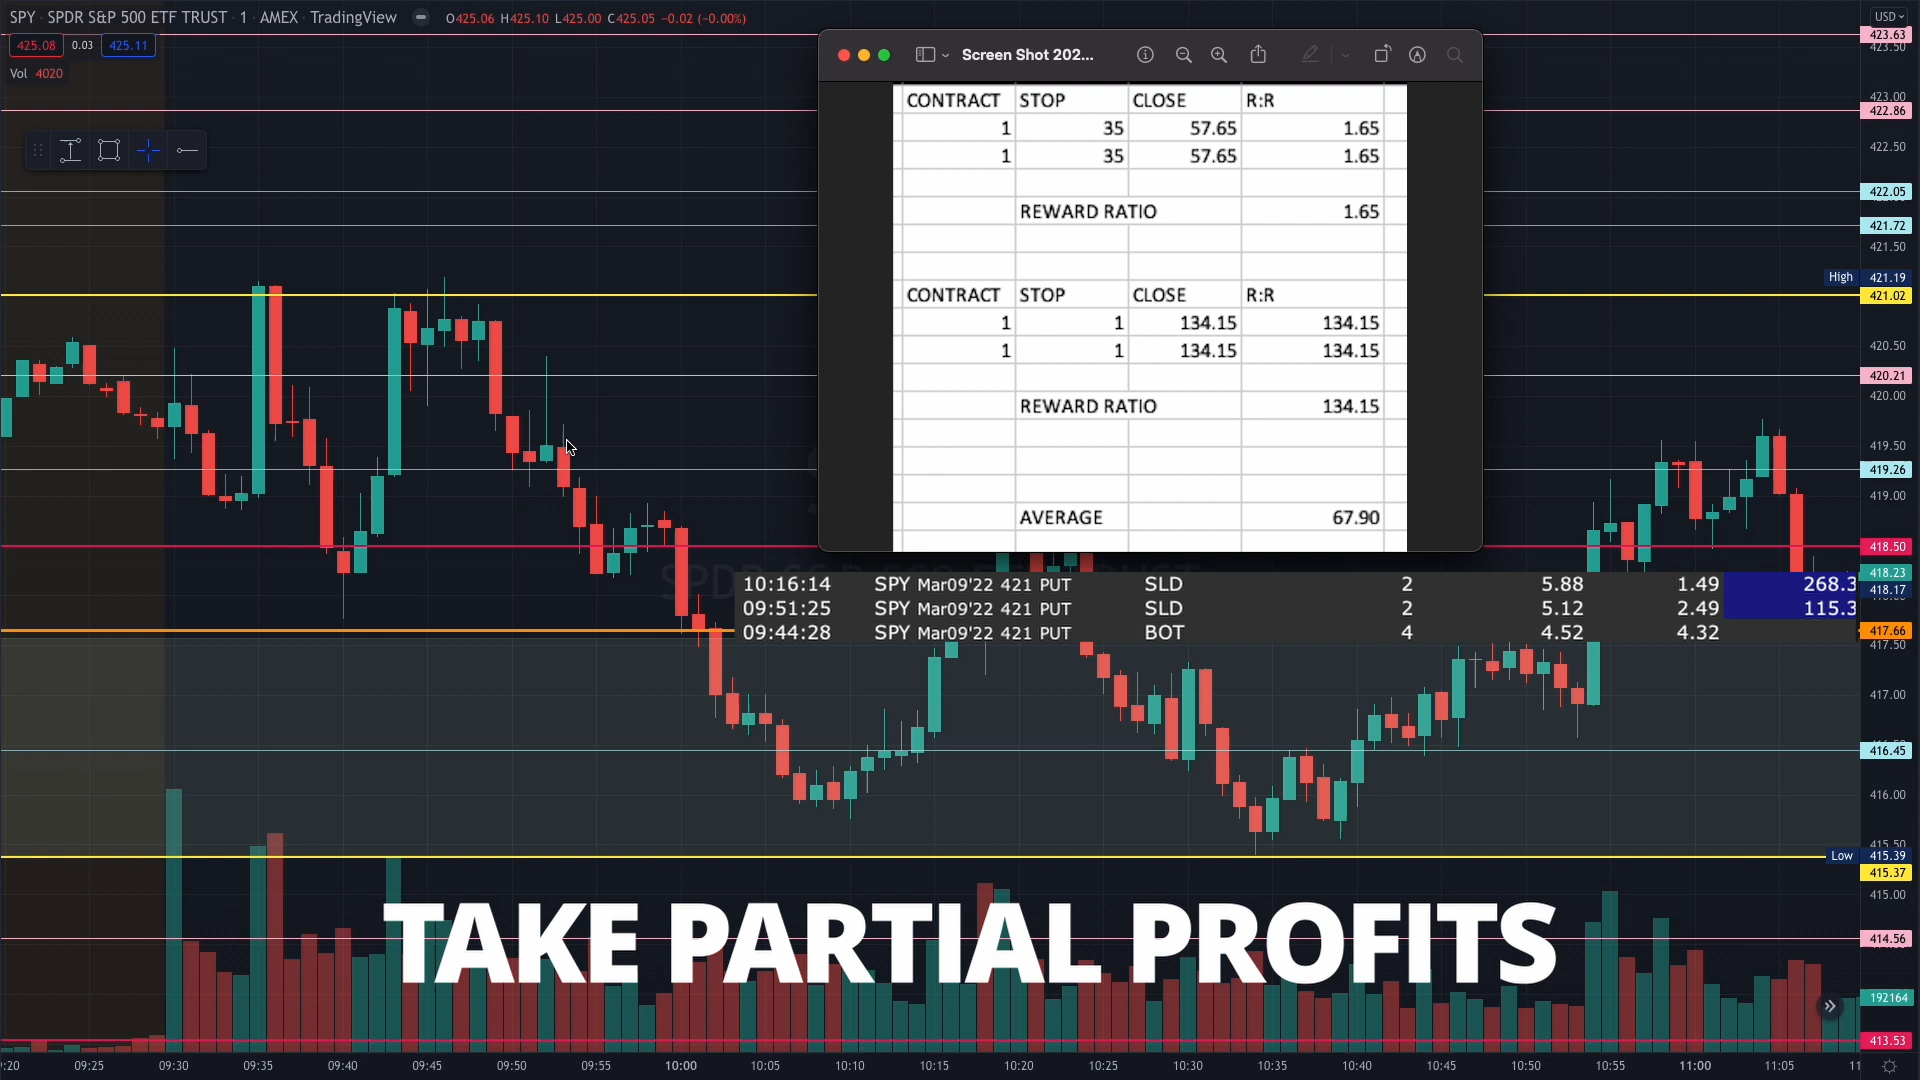 SPY · SPDR S&P 500 ETF TRUST · 1 · AMEX · TradingView
O425.06 H425.10 L425.00 C425.05 −0.02 (−0.00%)
425.08 0.03 425.11
Vol 4020
USD
Screen Shot 202...
CONTRACT STOP CLOSE R:R
1 35 57.65 1.65
1 35 57.65 1.65
REWARD RATIO 1.65
CONTRACT STOP CLOSE R:R
1 1 134.15 134.15
1 1 134.15 134.15
REWARD RATIO 134.15
AVERAGE 67.90
10:16:14 SPY Mar09'22 421 PUT SLD 2 5.88 1.49 268.3
09:51:25 SPY Mar09'22 421 PUT SLD 2 5.12 2.49 115.3
09:44:28 SPY Mar09'22 421 PUT BOT 4 4.52 4.32
423.63
423.50
423.00
422.86
422.50
422.05
421.72
421.50
High 421.19
421.02
420.50
420.21
420.00
419.50
419.26
419.00
418.50
418.23
418.17
417.66
417.50
417.00
416.45
416.00
415.50
Low 415.39
415.37
415.00
414.56
192164
413.53
TAKE PARTIAL PROFITS
:20 09:25 09:30 09:35 09:40 09:45 09:50 09:55 10:00 10:05 10:10 10:15 10:20 10:25 10:30 10:35 10:40 10:45 10:50 10:55 11:00 11:05 11